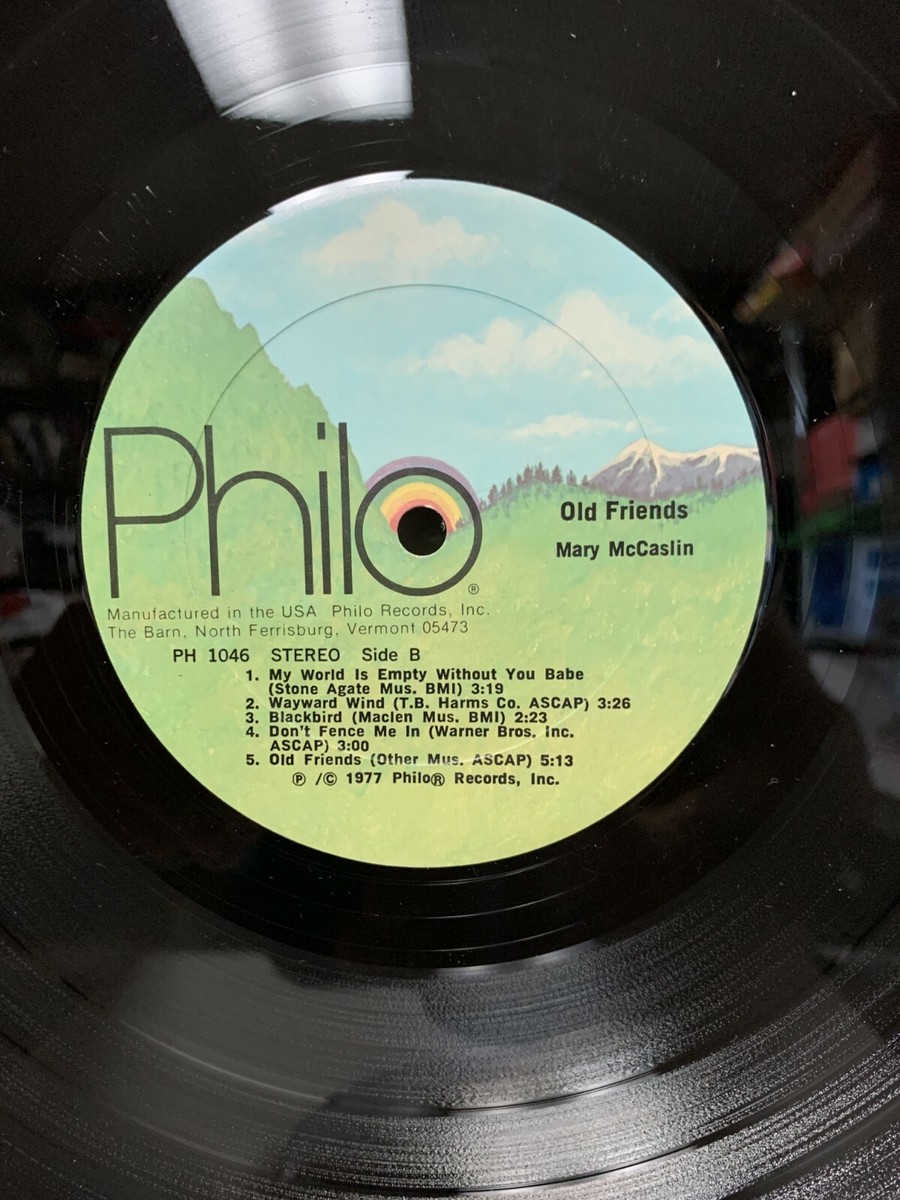 Philo®
Old Friends
Mary McCaslin
Manufactured in the USA Philo Records, Inc.
The Barn, North Ferrisburg, Vermont 05473
PH 1046 STEREO Side B
1. My World Is Empty Without You Babe
(Stone Agate Mus. BMI) 3:19
2. Wayward Wind (T.B. Harms Co. ASCAP) 3:26
3. Blackbird (Maclen Mus. BMI) 2:23
4. Don't Fence Me In (Warner Bros. Inc.
ASCAP) 3:00
5. Old Friends (Other Mus. ASCAP) 5:13
℗ /© 1977 Philo® Records, Inc.